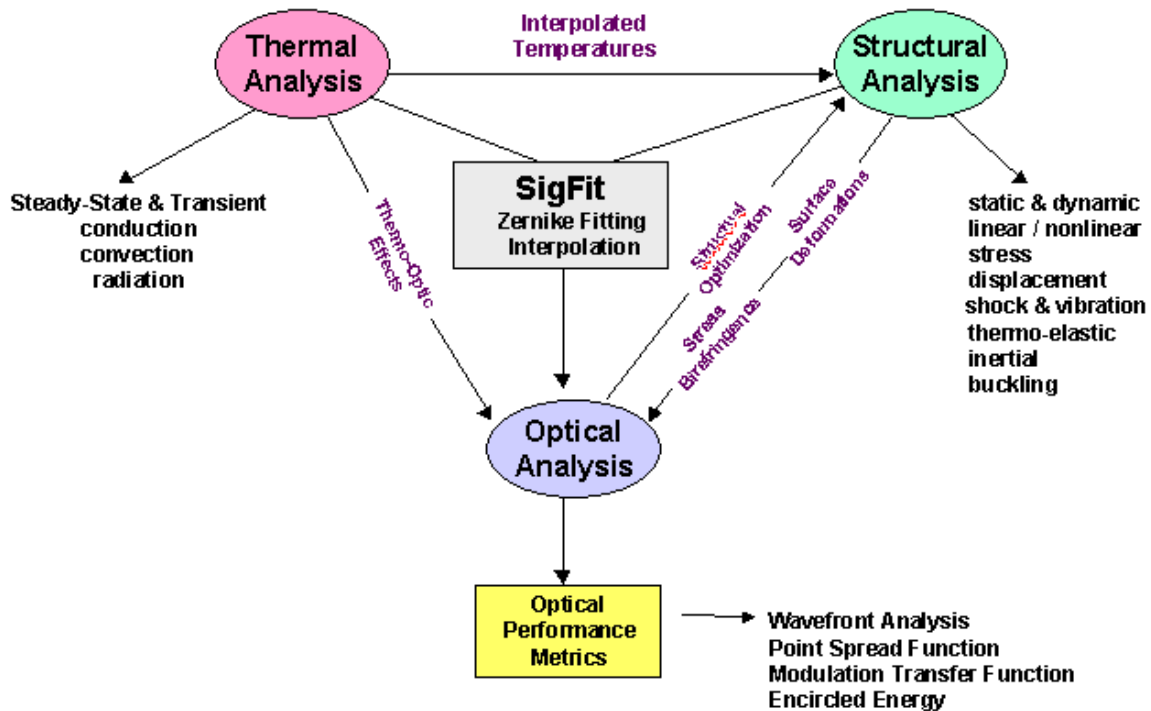 Thermal
Analysis
Interpolated
Temperatures
Structural
Analysis
SigFit
Zernike Fitting
Interpolation
Steady-State & Transient
conduction
convection
radiation
Thermo-Optic
Effects
Structual
Optimization
Surface
Deformations
Stress
Birefringence
static & dynamic
linear / nonlinear
stress
displacement
shock & vibration
thermo-elastic
inertial
buckling
Optical
Analysis
Optical
Performance
Metrics
Wavefront Analysis
Point Spread Function
Modulation Transfer Function
Encircled Energy